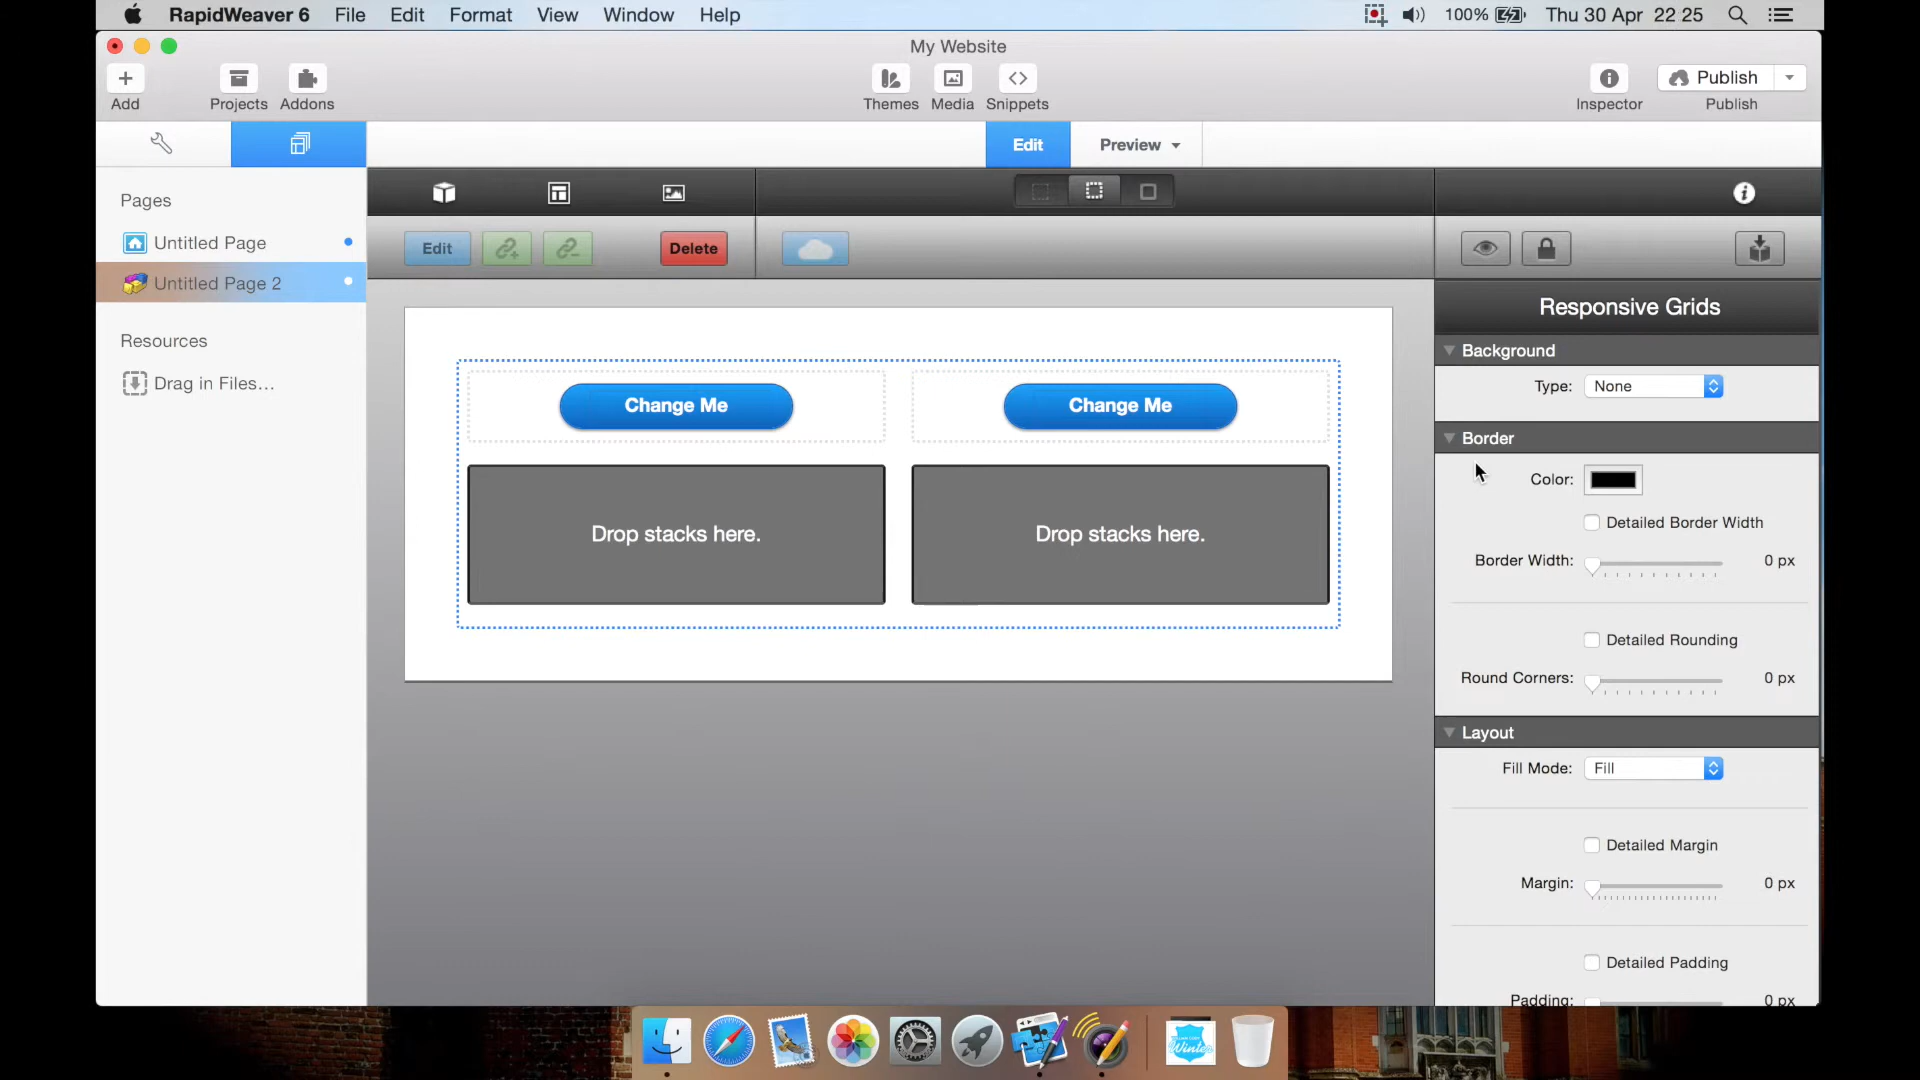 RapidWeaver 6 File Edit Format View Window Help 100% Thu 30 Apr 22 25
My Website
Add Projects Addons Themes Media Snippets Inspector Publish
Publish
Edit Preview
Pages
Untitled Page
Untitled Page 2
Resources
Drag in Files...
Edit Delete
Change Me Change Me
Drop stacks here. Drop stacks here.
Responsive Grids
Background
Type: None
Border
Color:
Detailed Border Width
Border Width: 0 px
Detailed Rounding
Round Corners: 0 px
Layout
Fill Mode: Fill
Detailed Margin
Margin: 0 px
Detailed Padding
Padding: 0 px
Winter